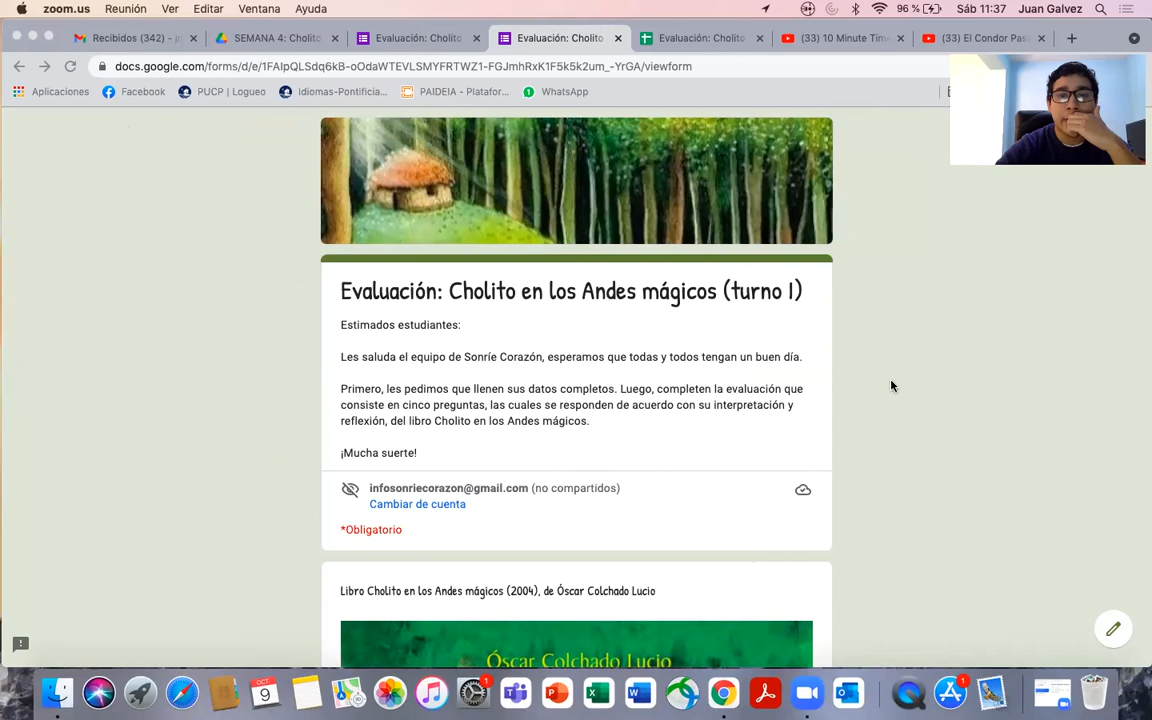 zoom.us Reunión Ver Editar Ventana Ayuda 96 % Sáb 11:37 Juan Galvez
Recibidos (342) - j SEMANA 4: Cholito Evaluación: Cholito Evaluación: Cholito Evaluación: Cholito (33) 10 Minute Tim (33) El Condor Pas
docs.google.com/forms/d/e/1FAIpQLSdq6kB-oOdaWTEVLSMYFRTWZ1-FGJmhRxK1F5k5k2um_-YrGA/viewform
Aplicaciones Facebook PUCP | Logueo Idiomas-Pontificia... PAIDEIA - Platafor... WhatsApp
Evaluación: Cholito en los Andes mágicos (turno 1)
Estimados estudiantes:
Les saluda el equipo de Sonríe Corazón, esperamos que todas y todos tengan un buen día.
Primero, les pedimos que llenen sus datos completos. Luego, completen la evaluación que
consiste en cinco preguntas, las cuales se responden de acuerdo con su interpretación y
reflexión, del libro Cholito en los Andes mágicos.
¡Mucha suerte!
infosonriecorazon@gmail.com (no compartidos)
Cambiar de cuenta
*Obligatorio
Libro Cholito en los Andes mágicos (2004), de Óscar Colchado Lucio
Óscar Colchado Lucio
OCT
9
1
1